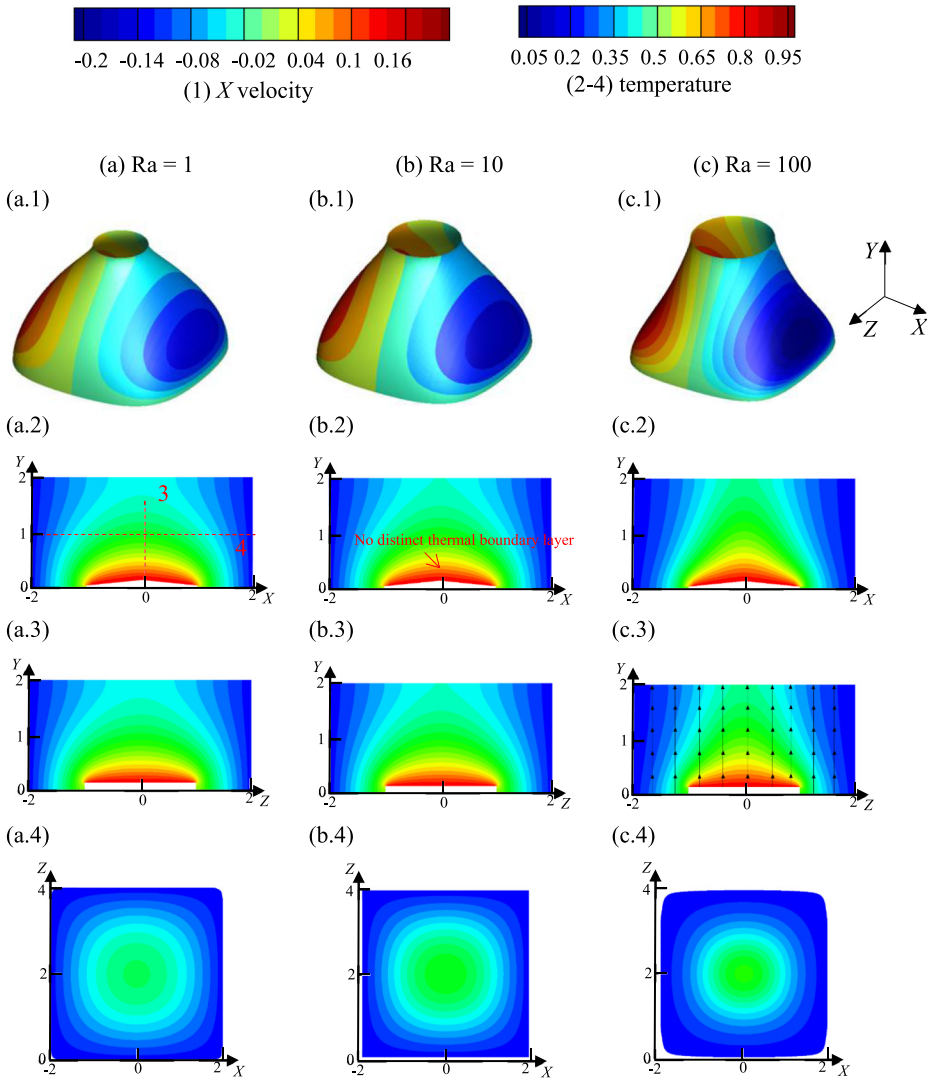 -0.2 -0.14 -0.08 -0.02 0.04 0.1 0.16
(1) X velocity
0.05 0.2 0.35 0.5 0.65 0.8 0.95
(2-4) temperature
(a) Ra = 1
(b) Ra = 10
(c) Ra = 100
(a.1)
(b.1)
(c.1)
Y
Z
X
(a.2)
(b.2)
(c.2)
Y
2
1
0
-2
0
2
X
3
4
Y
2
1
0
-2
0
2
X
No distinct thermal boundary layer
Y
2
1
0
-2
0
2
X
(a.3)
(b.3)
(c.3)
Y
2
1
0
-2
0
2
Z
Y
2
1
0
-2
0
2
Z
Y
2
1
0
-2
0
2
Z
(a.4)
(b.4)
(c.4)
Z
4
2
0
-2
0
2
X
Z
4
2
0
-2
0
2
X
Z
4
2
0
-2
0
2
X